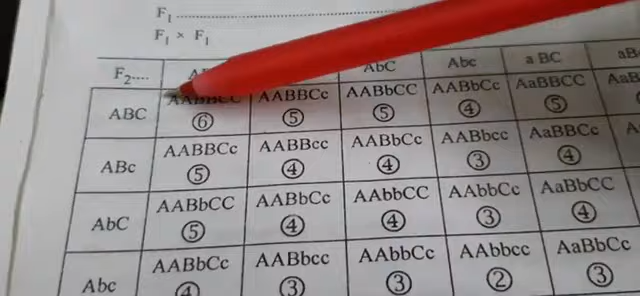 F₁
F₁ × F₁
F₂.... AbC Abc a BC
ABC AABBCC AABBCc AABbCC AABbCc AaBBCC
⑥ ⑤ ⑤ ④ ⑤
ABc AABBCc AABBcc AABbCc AABbcc AaBBCc
⑤ ④ ④ ③ ④
AbC AABbCC AABbCc AAbbCC AAbbCc AaBbCC
⑤ ④ ④ ③ ④
Abc AABbCc AABbcc AAbbCc AAbbcc AaBbCc
④ ③ ③ ② ③